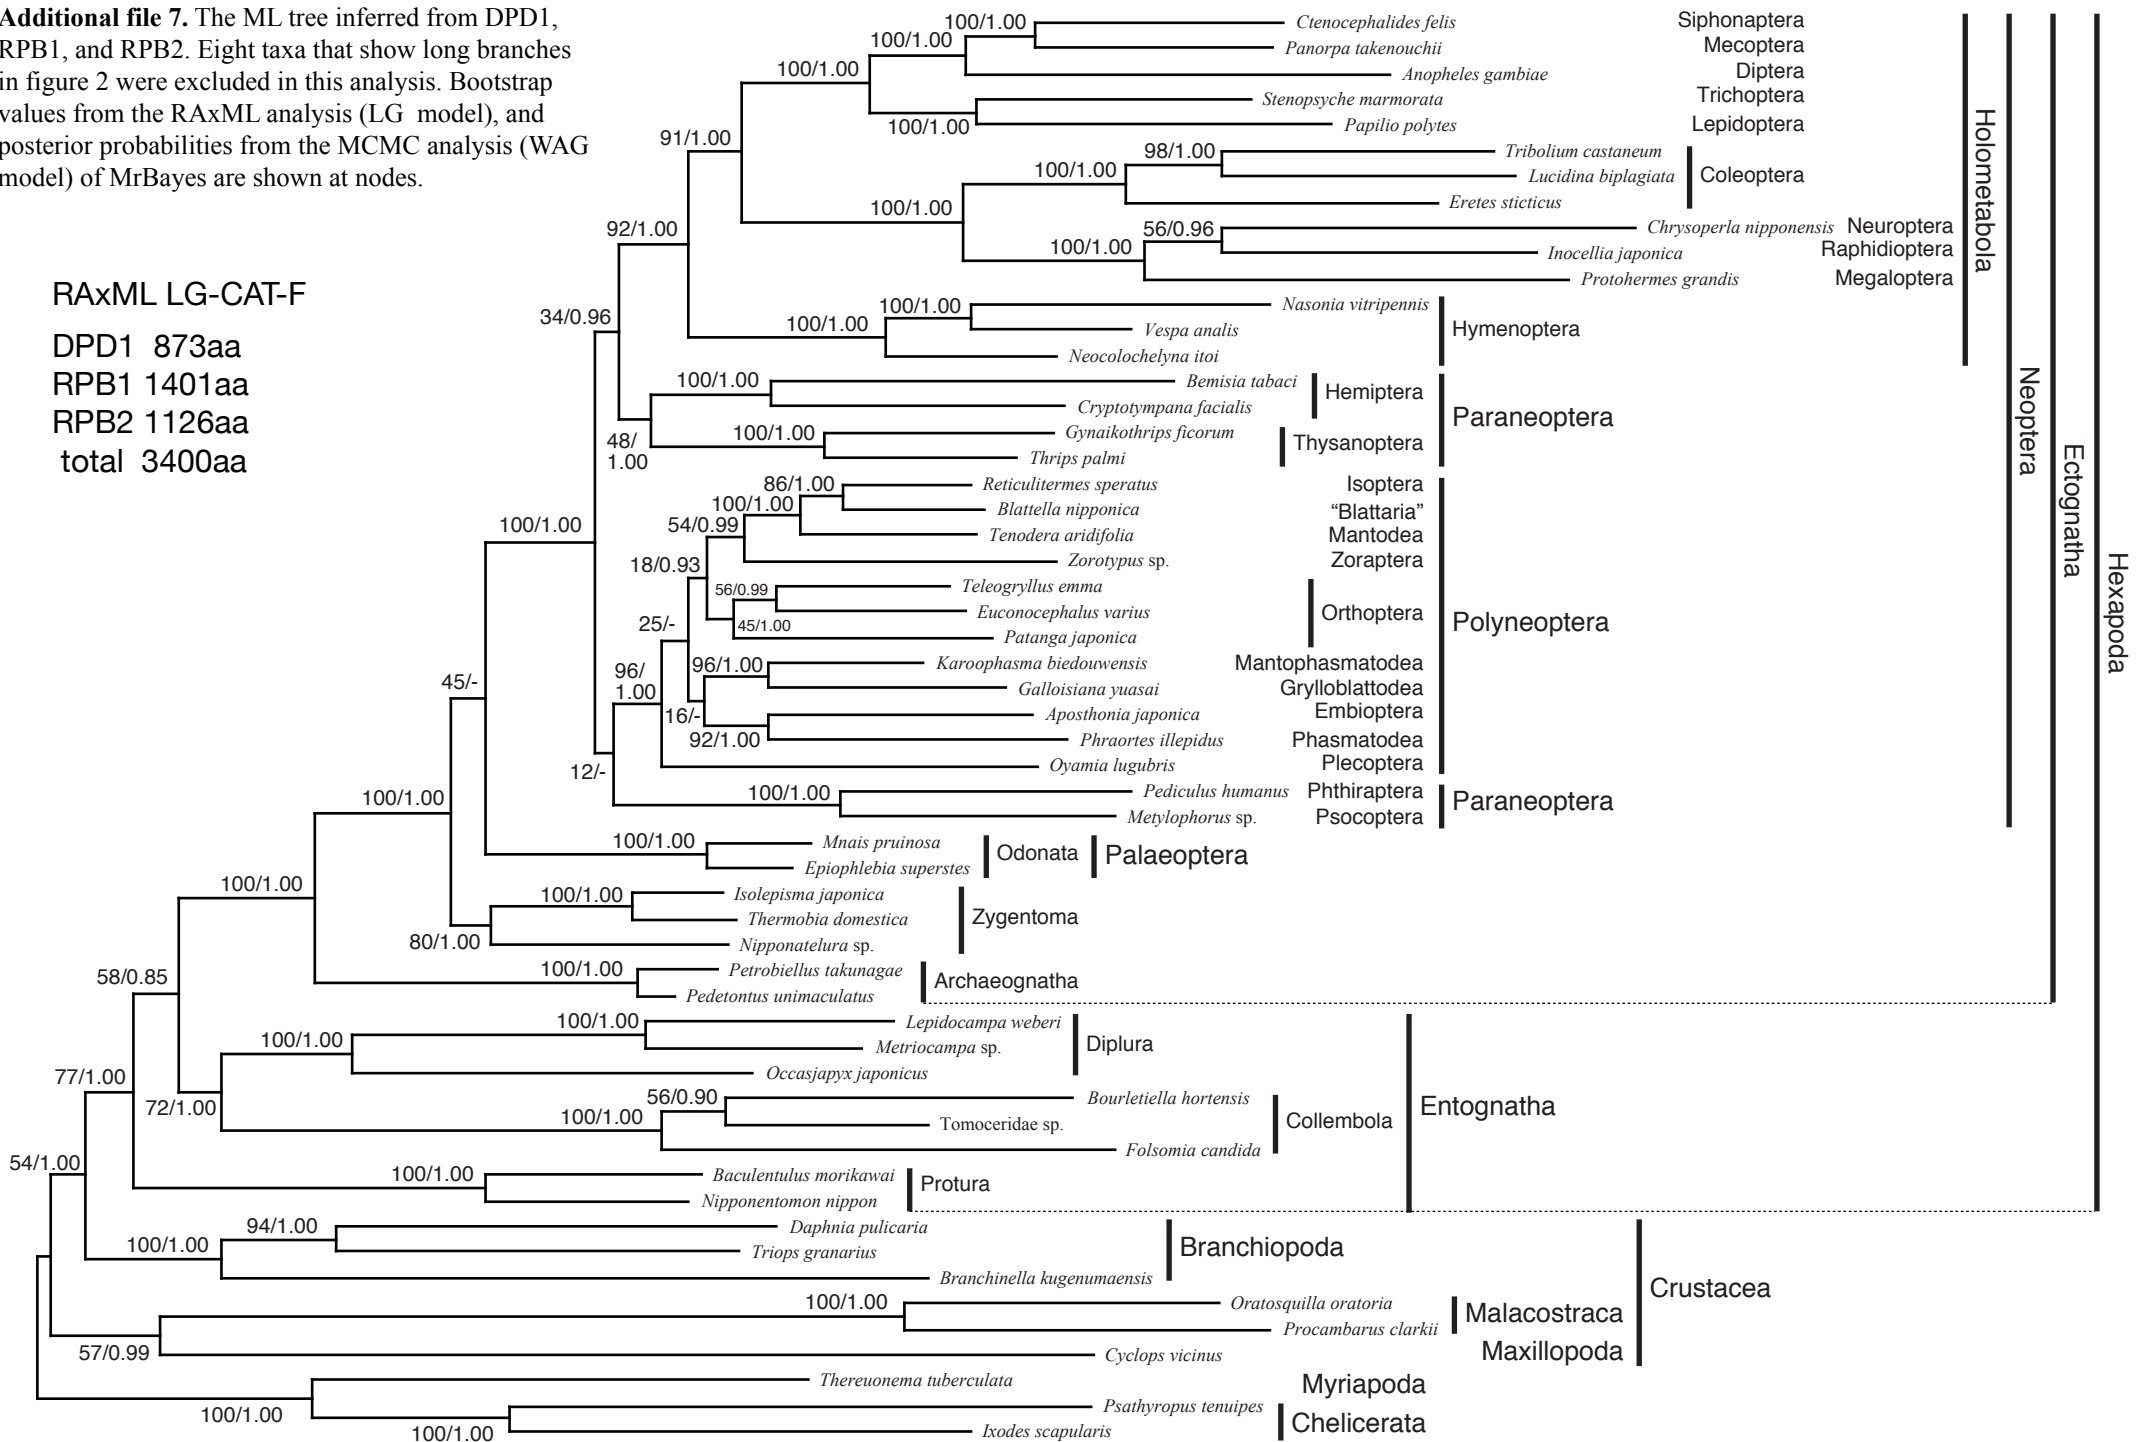 Additional file 7. The ML tree inferred from DPD1,
RPB1, and RPB2. Eight taxa that show long branches
in figure 2 were excluded in this analysis. Bootstrap
values from the RAxML analysis (LG model), and
posterior probabilities from the MCMC analysis (WAG
model) of MrBayes are shown at nodes.
RAxML LG-CAT-F
DPD1 873aa
RPB1 1401aa
RPB2 1126aa
total 3400aa
100/1.00 Ctenocephalides felis Siphonaptera
100/1.00 Panorpa takenouchii Mecoptera
100/1.00 Anopheles gambiae Diptera
Stenopsyche marmorata Trichoptera
100/1.00 Papilio polytes Lepidoptera
91/1.00
98/1.00 Tribolium castaneum
100/1.00 Lucidina biplagiata Coleoptera
100/1.00 Eretes sticticus
92/1.00 56/0.96 Chrysoperla nipponensis Neuroptera
100/1.00 Inocellia japonica Raphidioptera
Protohermes grandis Megaloptera
Holometabola
34/0.96 100/1.00 Nasonia vitripennis
100/1.00 Vespa analis Hymenoptera
Neocolochelyna itoi
100/1.00 Bemisia tabaci Hemiptera
Cryptotympana facialis Paraneoptera
48/
1.00
100/1.00 Gynaikothrips ficorum Thysanoptera
Thrips palmi
86/1.00 Reticulitermes speratus Isoptera
100/1.00 Blattella nipponica “Blattaria”
54/0.99 Tenodera aridifolia Mantodea
100/1.00 Zorotypus sp. Zoraptera
18/0.93 56/0.99 Teleogryllus emma
Euconocephalus varius Orthoptera Polyneoptera
25/- 45/1.00 Patanga japonica
96/
1.00
96/1.00 Karoophasma biedouwensis Mantophasmatodea
Galloisiana yuasai Grylloblattodea
45/- 16/- Aposthonia japonica Embioptera
92/1.00 Phraortes illepidus Phasmatodea
12/- Oyamia lugubris Plecoptera
100/1.00 Pediculus humanus Phthiraptera Paraneoptera
Metylophorus sp. Psocoptera
Neoptera
100/1.00 100/1.00 Mnais pruinosa Odonata Palaeoptera
Epiophlebia superstes
100/1.00 100/1.00 Isolepisma japonica
Thermobia domestica Zygentoma
80/1.00 Nipponatelura sp.
58/0.85 100/1.00 Petrobiellus takunagae Archaeognatha
Pedetontus unimaculatus
Ectognatha
100/1.00 Lepidocampa weberi
100/1.00 Metriocampa sp. Diplura
77/1.00 Occasjapyx japonicus
72/1.00 56/0.90 Bourletiella hortensis
100/1.00 Tomoceridae sp. Collembola Entognatha
Folsomia candida
54/1.00 100/1.00 Baculentulus morikawai Protura
Nipponentomon nippon
Hexapoda
94/1.00 Daphnia pulicaria
100/1.00 Triops granarius Branchiopoda
Branchinella kugenumaensis
Crustacea
100/1.00 Oratosquilla oratoria Malacostraca
Procambarus clarkii
57/0.99 Cyclops vicinus Maxillopoda
Thereuonema tuberculata Myriapoda
100/1.00 Psathyropus tenuipes Chelicerata
100/1.00 Ixodes scapularis